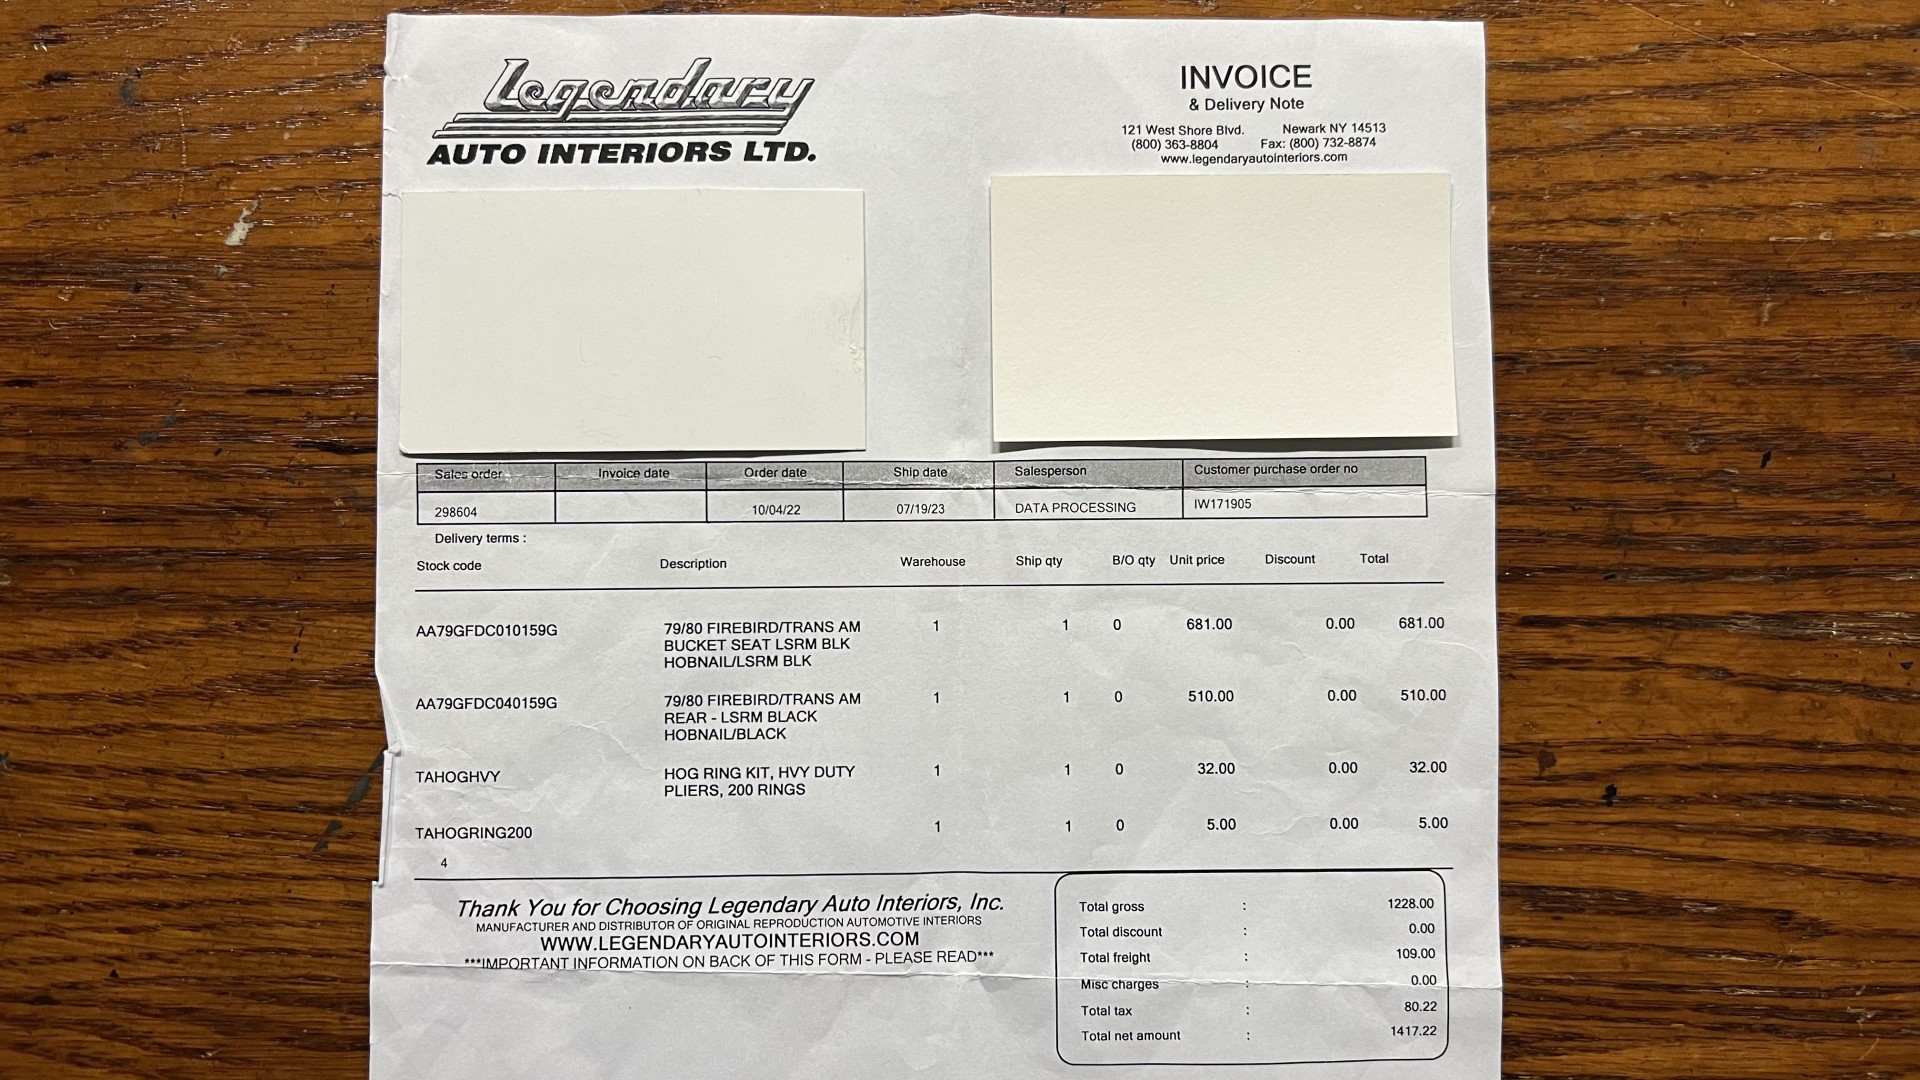 Legendary
AUTO INTERIORS LTD.
INVOICE
& Delivery Note
121 West Shore Blvd. Newark NY 14513
(800) 363-8804 Fax: (800) 732-8874
www.legendaryautointeriors.com
Sales order Invoice date Order date Ship date Salesperson Customer purchase order no
298604 10/04/22 07/19/23 DATA PROCESSING IW171905
Delivery terms :
Stock code Description Warehouse Ship qty B/O qty Unit price Discount Total
AA79GFDC010159G 79/80 FIREBIRD/TRANS AM 1 1 0 681.00 0.00 681.00
BUCKET SEAT LSRM BLK
HOBNAIL/LSRM BLK
AA79GFDC040159G 79/80 FIREBIRD/TRANS AM 1 1 0 510.00 0.00 510.00
REAR - LSRM BLACK
HOBNAIL/BLACK
TAHOGHVY HOG RING KIT, HVY DUTY 1 1 0 32.00 0.00 32.00
PLIERS, 200 RINGS
TAHOGRING200 1 1 0 5.00 0.00 5.00
4
Thank You for Choosing Legendary Auto Interiors, Inc.
MANUFACTURER AND DISTRIBUTOR OF ORIGINAL REPRODUCTION AUTOMOTIVE INTERIORS
WWW.LEGENDARYAUTOINTERIORS.COM
***IMPORTANT INFORMATION ON BACK OF THIS FORM - PLEASE READ***
Total gross : 1228.00
Total discount : 0.00
Total freight : 109.00
Misc charges : 0.00
Total tax : 80.22
Total net amount : 1417.22